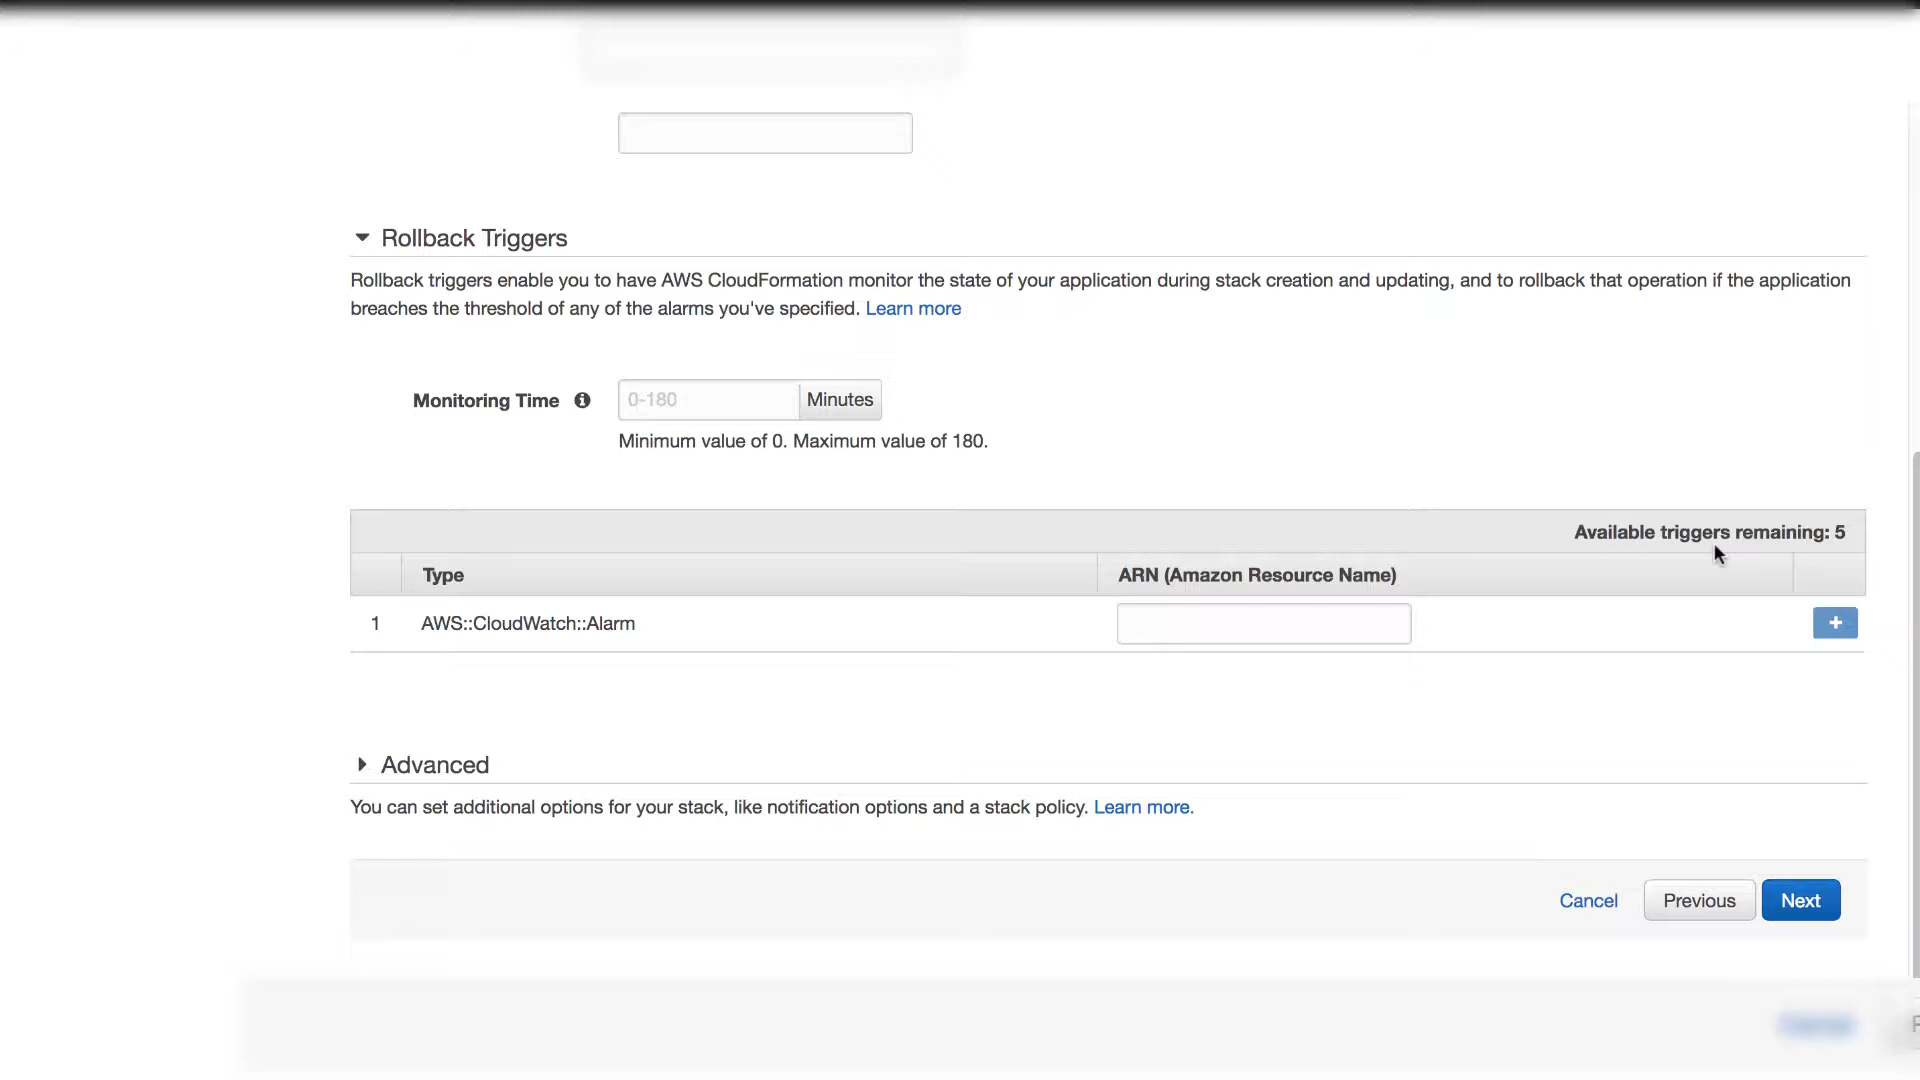 Rollback Triggers
Rollback triggers enable you to have AWS CloudFormation monitor the state of your application during stack creation and updating, and to rollback that operation if the application
breaches the threshold of any of the alarms you've specified. Learn more
Monitoring Time
0-180 Minutes
Minimum value of 0. Maximum value of 180.
Available triggers remaining: 5
Type ARN (Amazon Resource Name)
1 AWS::CloudWatch::Alarm +
Advanced
You can set additional options for your stack, like notification options and a stack policy. Learn more.
Cancel Previous Next